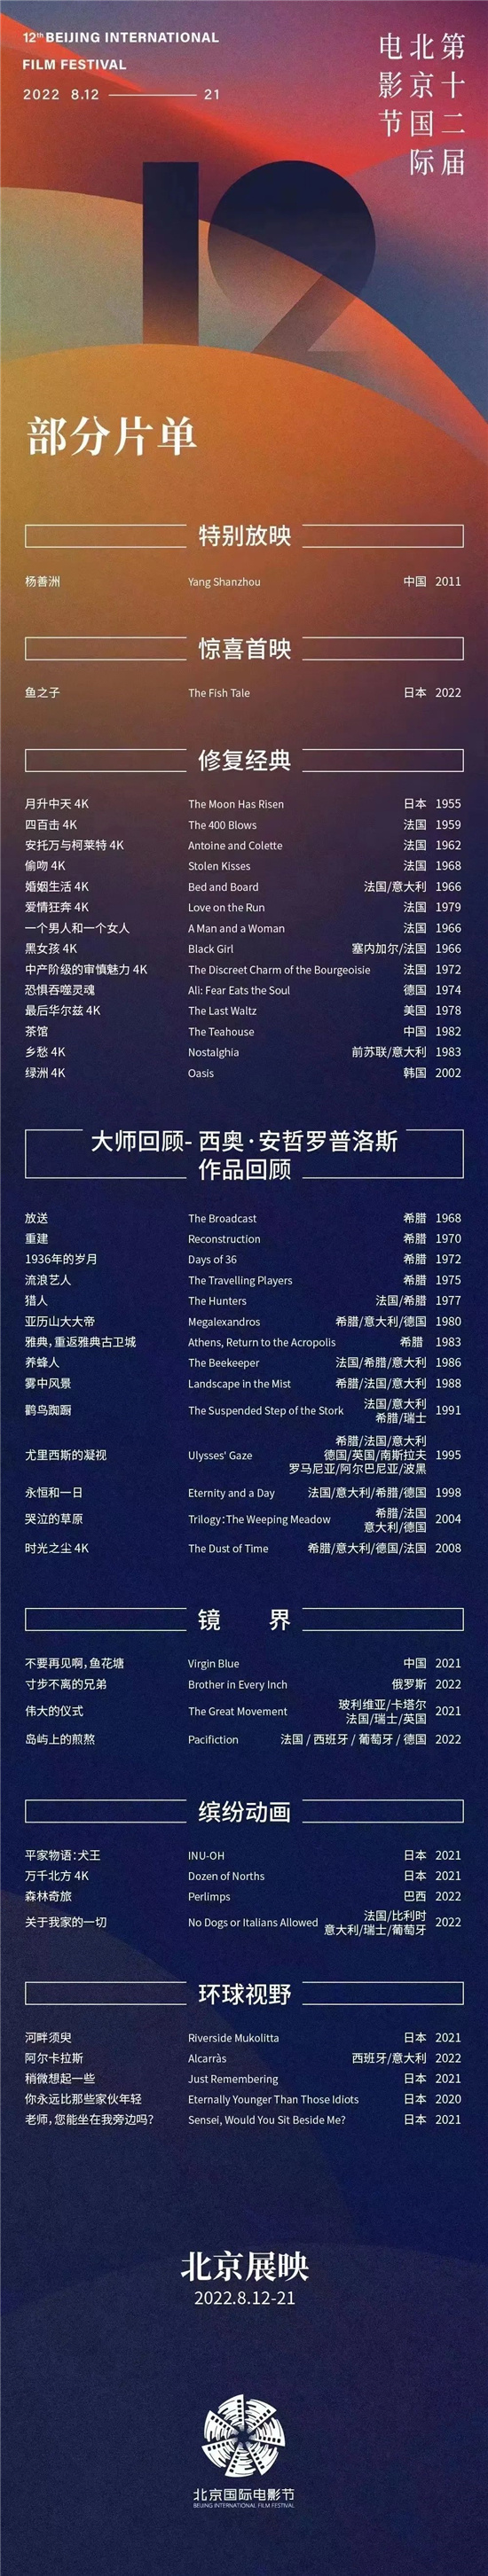 12th BEIJING INTERNATIONAL
FILM FESTIVAL
2022 8.12 21
第十二届
北京国际
电影节
12
部分片单
特别放映
杨善洲 Yang Shanzhou 中国 2011
惊喜首映
鱼之子 The Fish Tale 日本 2022
修复经典
月升中天 4K The Moon Has Risen 日本 1955
四百击 4K The 400 Blows 法国 1959
安托万与柯莱特 4K Antoine and Colette 法国 1962
偷吻 4K Stolen Kisses 法国 1968
婚姻生活 4K Bed and Board 法国/意大利 1966
爱情狂奔 4K Love on the Run 法国 1979
一个男人和一个女人 A Man and a Woman 法国 1966
黑女孩 4K Black Girl 塞内加尔/法国 1966
中产阶级的审慎魅力 4K The Discreet Charm of the Bourgeoisie 法国 1972
恐惧吞噬灵魂 Ali: Fear Eats the Soul 德国 1974
最后华尔兹 4K The Last Waltz 美国 1978
茶馆 The Teahouse 中国 1982
乡愁 4K Nostalghia 前苏联/意大利 1983
绿洲 4K Oasis 韩国 2002
大师回顾- 西奥·安哲罗普洛斯
作品回顾
放送 The Broadcast 希腊 1968
重建 Reconstruction 希腊 1970
1936年的岁月 Days of 36 希腊 1972
流浪艺人 The Travelling Players 希腊 1975
猎人 The Hunters 法国/希腊 1977
亚历山大大帝 Megalexandros 希腊/意大利/德国 1980
雅典,重返雅典古卫城 Athens, Return to the Acropolis 希腊 1983
养蜂人 The Beekeeper 法国/希腊/意大利 1986
雾中风景 Landscape in the Mist 希腊/法国/意大利 1988
鹳鸟踟蹰 The Suspended Step of the Stork 法国/意大利
希腊/瑞士 1991
尤里西斯的凝视 Ulysses' Gaze 希腊/法国/意大利
德国/英国/南斯拉夫 1995
罗马尼亚/阿尔巴尼亚/波黑
永恒和一日 Eternity and a Day 法国/意大利/希腊/德国 1998
哭泣的草原 Trilogy:The Weeping Meadow 希腊/法国
意大利/德国 2004
时光之尘 4K The Dust of Time 希腊/意大利/德国/法国 2008
镜 界
不要再见啊,鱼花塘 Virgin Blue 中国 2021
寸步不离的兄弟 Brother in Every Inch 俄罗斯 2022
伟大的仪式 The Great Movement 玻利维亚/卡塔尔
法国/瑞士/英国 2021
岛屿上的煎熬 Pacifiction 法国 / 西班牙 / 葡萄牙 / 德国 2022
缤纷动画
平家物语:犬王 INU-OH 日本 2021
万千北方 4K Dozen of Norths 日本 2021
森林奇旅 Perlimps 巴西 2022
关于我家的一切 No Dogs or Italians Allowed 法国/比利时
意大利/瑞士/葡萄牙 2022
环球视野
河畔须臾 Riverside Mukolitta 日本 2021
阿尔卡拉斯 Alcarràs 西班牙/意大利 2022
稍微想起一些 Just Remembering 日本 2021
你永远比那些家伙年轻 Eternally Younger Than Those Idiots 日本 2020
老师,您能坐在我旁边吗? Sensei, Would You Sit Beside Me? 日本 2021
北京展映
2022.8.12-21
北京国际电影节
BEIJING INTERNATIONAL FILM FESTIVAL